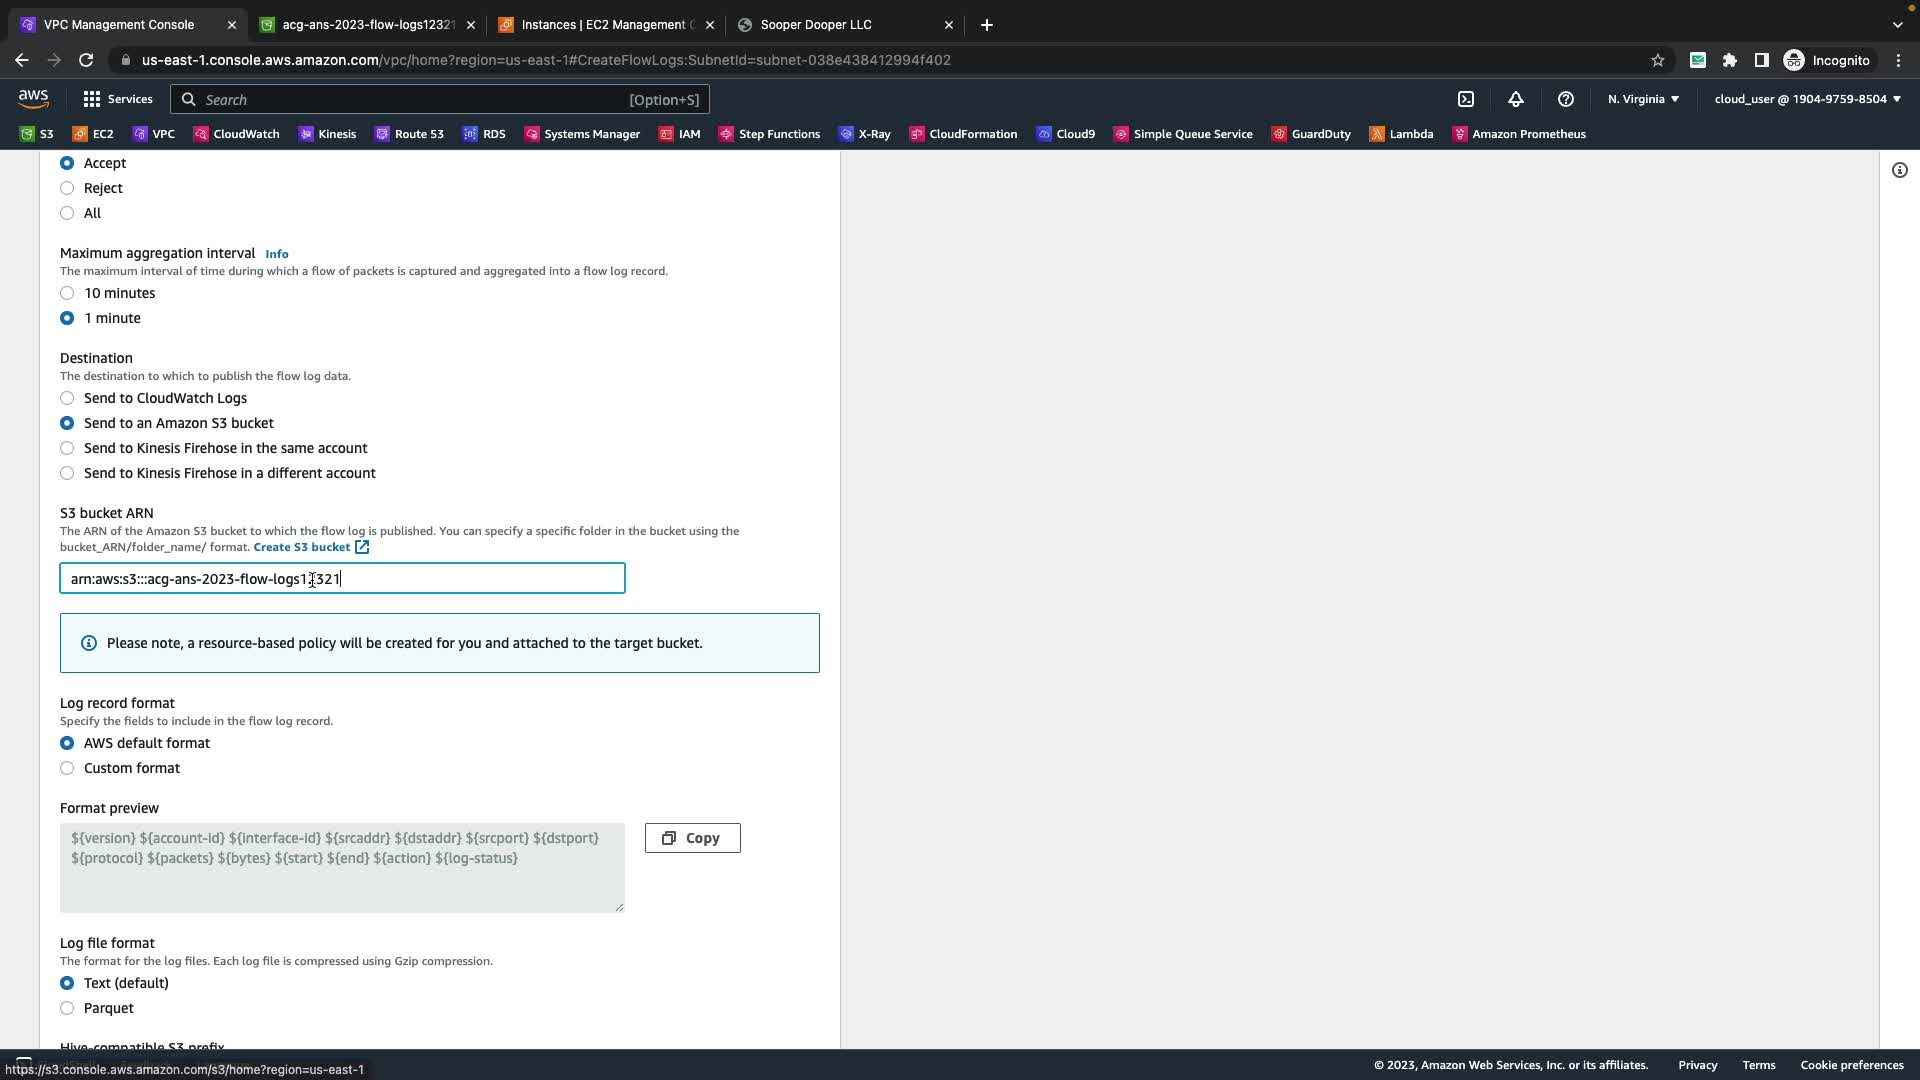 VPC Management Console
acg-ans-2023-flow-logs12321
Instances | EC2 Management
Sooper Dooper LLC
us-east-1.console.aws.amazon.com/vpc/home?region=us-east-1#CreateFlowLogs:SubnetId=subnet-038e438412994f402
Incognito
aws
Services
Search
[Option+S]
N. Virginia
cloud_user @ 1904-9759-8504
S3
EC2
VPC
CloudWatch
Kinesis
Route 53
RDS
Systems Manager
IAM
Step Functions
X-Ray
CloudFormation
Cloud9
Simple Queue Service
GuardDuty
Lambda
Amazon Prometheus
Accept
Reject
All
Maximum aggregation interval Info
The maximum interval of time during which a flow of packets is captured and aggregated into a flow log record.
10 minutes
1 minute
Destination
The destination to which to publish the flow log data.
Send to CloudWatch Logs
Send to an Amazon S3 bucket
Send to Kinesis Firehose in the same account
Send to Kinesis Firehose in a different account
S3 bucket ARN
The ARN of the Amazon S3 bucket to which the flow log is published. You can specify a specific folder in the bucket using the
bucket_ARN/folder_name/ format. Create S3 bucket
arn:aws:s3:::acg-ans-2023-flow-logs12321
Please note, a resource-based policy will be created for you and attached to the target bucket.
Log record format
Specify the fields to include in the flow log record.
AWS default format
Custom format
Format preview
${version} ${account-id} ${interface-id} ${srcaddr} ${dstaddr} ${srcport} ${dstport}
${protocol} ${packets} ${bytes} ${start} ${end} ${action} ${log-status}
Copy
Log file format
The format for the log files. Each log file is compressed using Gzip compression.
Text (default)
Parquet
Hive-compatible S3 prefix
https://s3.console.aws.amazon.com/s3/home?region=us-east-1
© 2023, Amazon Web Services, Inc. or its affiliates.
Privacy
Terms
Cookie preferences